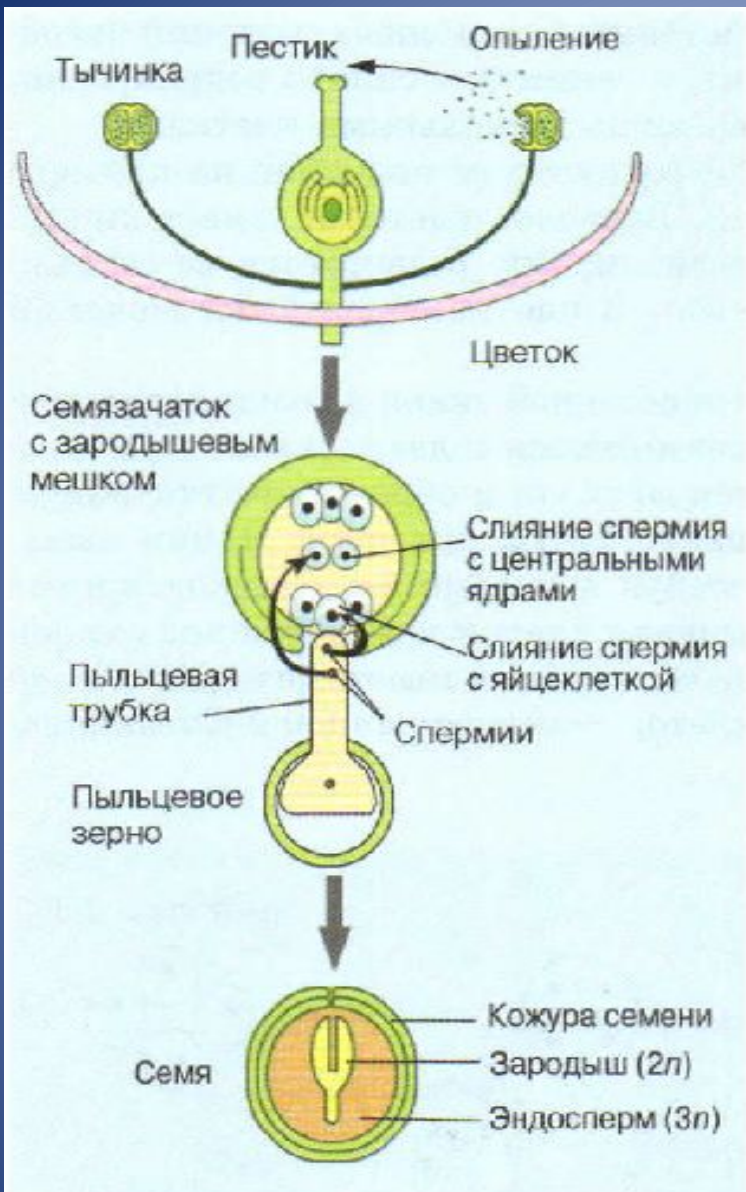 Тычинка
Пестик
Опыление
Цветок
Семязачаток
с зародышевым
мешком
Слияние спермия
с центральными
ядрами
Слияние спермия
с яйцеклеткой
Пыльцевая
трубка
Спермии
Пыльцевое
зерно
Семя
Кожура семени
Зародыш (2n)
Эндосперм (3n)